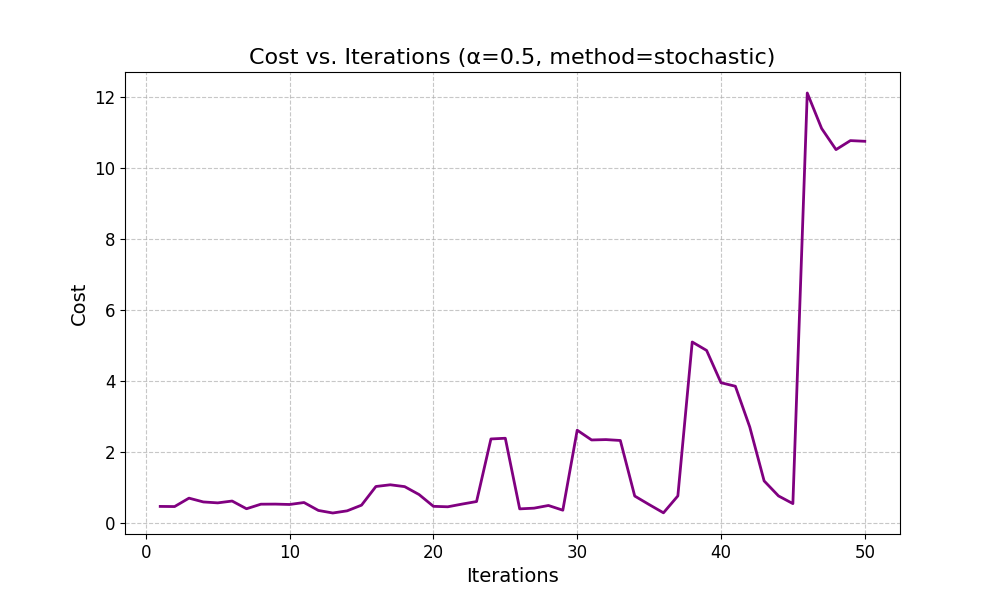 Cost vs. Iterations (α=0.5, method=stochastic)
12
10
8
6
4
2
0
Cost
0 10 20 30 40 50
Iterations